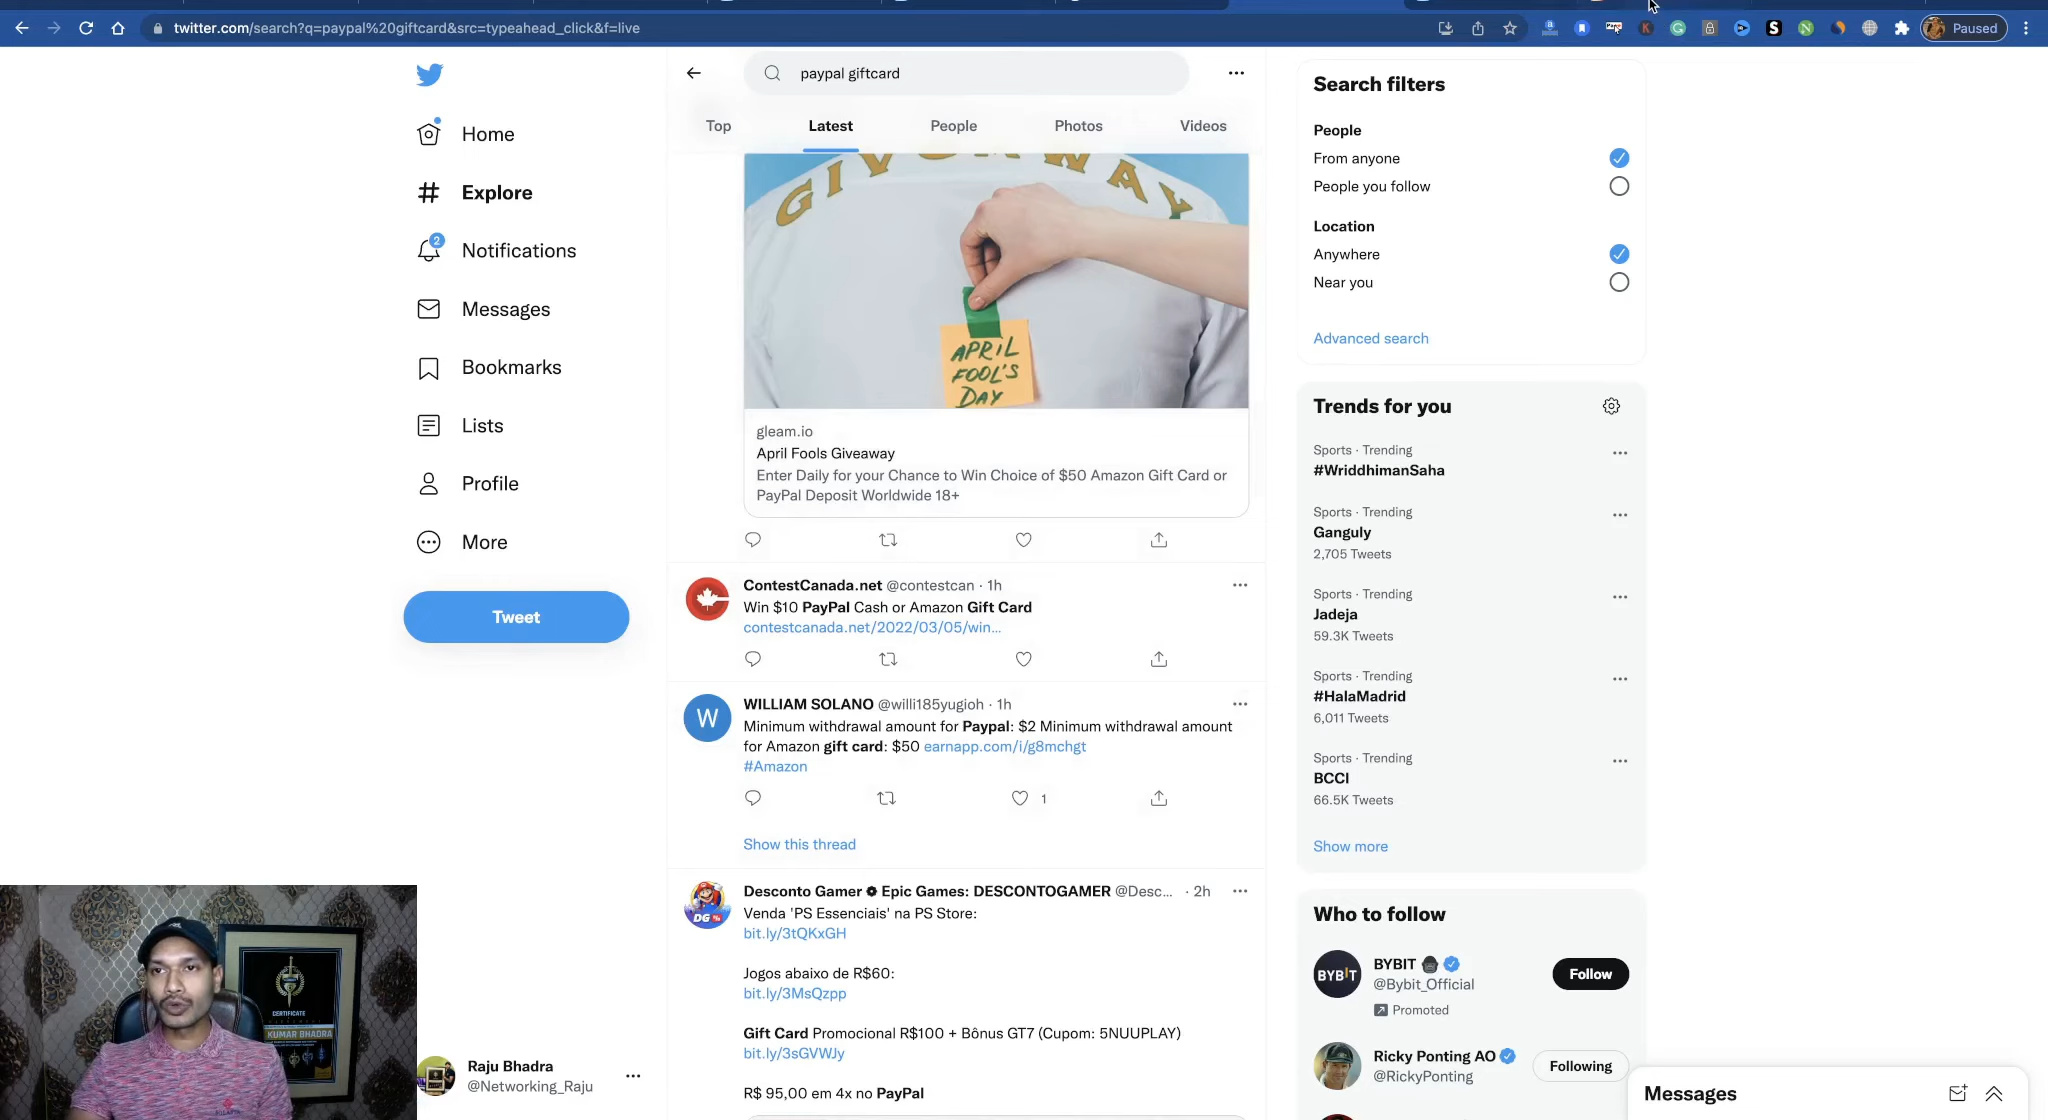 twitter.com/search?q=paypal%20giftcard&src=typeahead_click&f=live
Paused
Home
Explore
2
Notifications
Messages
Bookmarks
Lists
Profile
More
Tweet
Raju Bhadra
@Networking_Raju
CERTIFICATE
KUMAR BHADRA
paypal giftcard
Top
Latest
People
Photos
Videos
GIVEAWAY
APRIL
FOOL'S
DAY
gleam.io
April Fools Giveaway
Enter Daily for your Chance to Win Choice of $50 Amazon Gift Card or
PayPal Deposit Worldwide 18+
ContestCanada.net @contestcan · 1h
Win $10 PayPal Cash or Amazon Gift Card
contestcanada.net/2022/03/05/win…
W
WILLIAM SOLANO @willi185yugioh · 1h
Minimum withdrawal amount for Paypal: $2 Minimum withdrawal amount
for Amazon gift card: $50 earnapp.com/i/g8mchgt
#Amazon
1
Show this thread
DG
Desconto Gamer Epic Games: DESCONTOGAMER @Desc… · 2h
Venda 'PS Essenciais' na PS Store:
bit.ly/3tQKxGH
Jogos abaixo de R$60:
bit.ly/3MsQzpp
Gift Card Promocional R$100 + Bônus GT7 (Cupom: 5NUUPLAY)
bit.ly/3sGVWJy
R$ 95,00 em 4x no PayPal
Search filters
People
From anyone
People you follow
Location
Anywhere
Near you
Advanced search
Trends for you
Sports · Trending
#WriddhimanSaha
Sports · Trending
Ganguly
2,705 Tweets
Sports · Trending
Jadeja
59.3K Tweets
Sports · Trending
#HalaMadrid
6,011 Tweets
Sports · Trending
BCCI
66.5K Tweets
Show more
Who to follow
BYBIT
BYBIT
@Bybit_Official
Promoted
Follow
Ricky Ponting AO
@RickyPonting
Following
Messages